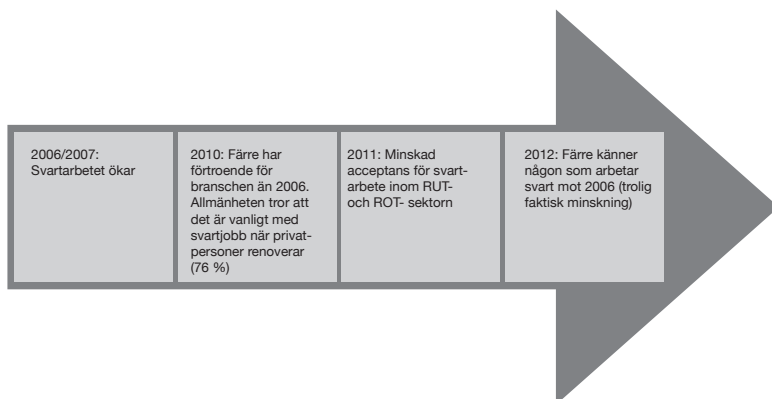 2006/2007:
Svartarbetet ökar
2010: Färre har
förtroende för
branschen än 2006.
Allmänheten tror att
det är vanligt med
svartjobb när privat-
personer renoverar
(76 %)
2011: Minskad
acceptans för svart-
arbete inom RUT-
och ROT- sektorn
2012: Färre känner
någon som arbetar
svart mot 2006 (trolig
faktisk minskning)